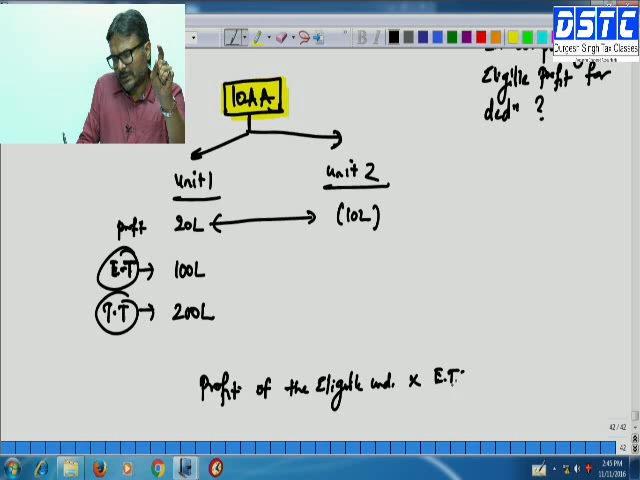 DSTC
Durgesh Singh Tax Classes
Eligible Profit for
dedⁿ ?
10AA
unit 1
unit 2
profit 20L (10L)
E.T → 100L
T.T → 200L
Profit of the Eligible und. x E.T.
42 / 42
42
2:45 PM
11/11/2016